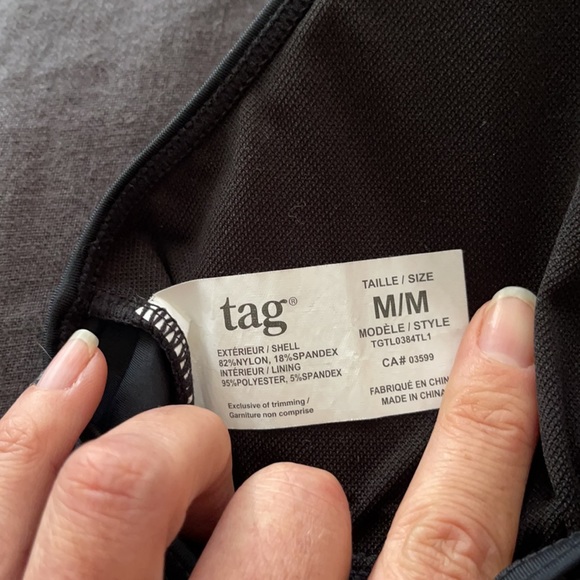 tag®
EXTÉRIEUR / SHELL
82%NYLON, 18%SPANDEX
INTÉRIEUR / LINING
95%POLYESTER, 5%SPANDEX
Exclusive of trimming /
Garniture non comprise
TAILLE / SIZE
M/M
MODÈLE / STYLE
TGTL0384TL1
CA# 03599
FABRIQUÉ EN CHIN
MADE IN CHINA